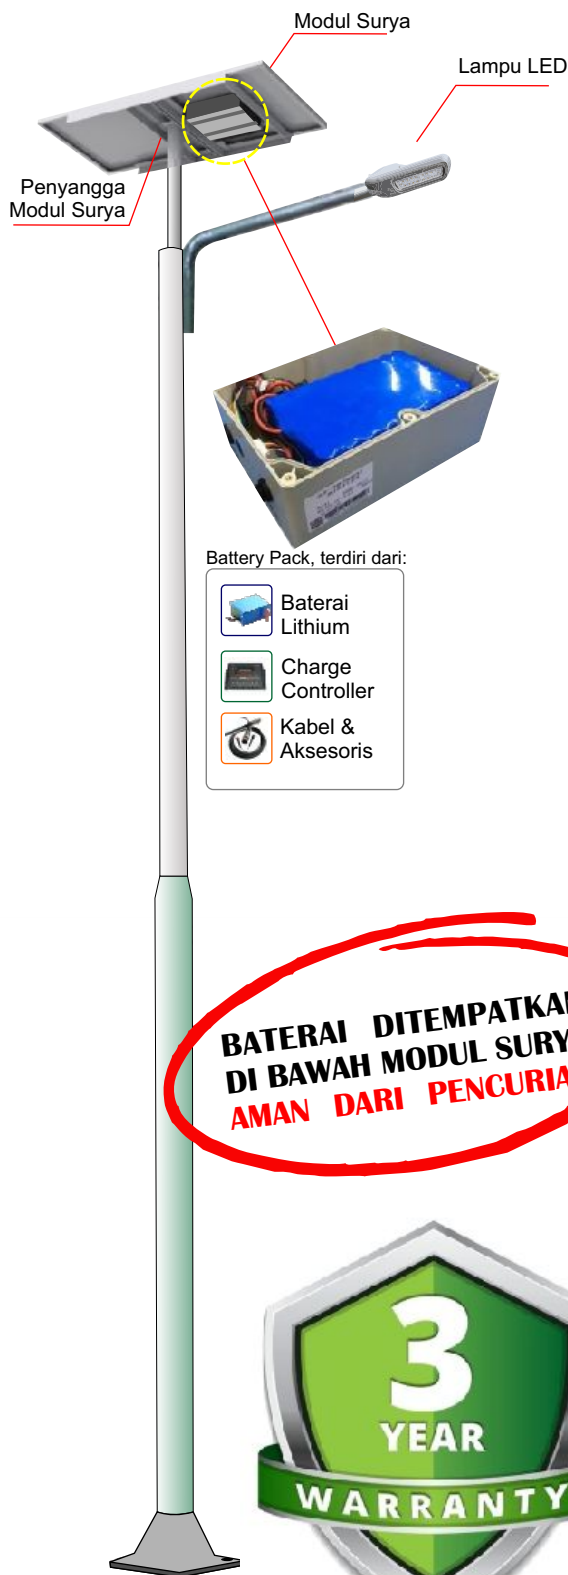 Modul Surya
Lampu LED
Penyangga
Modul Surya
Battery Pack, terdiri dari:
Baterai
Lithium
Charge
Controller
Kabel &
Aksesoris
BATERAI DITEMPATKAN
DI BAWAH MODUL SURY
AMAN DARI PENCURIA
3
YEAR
WARRANTY